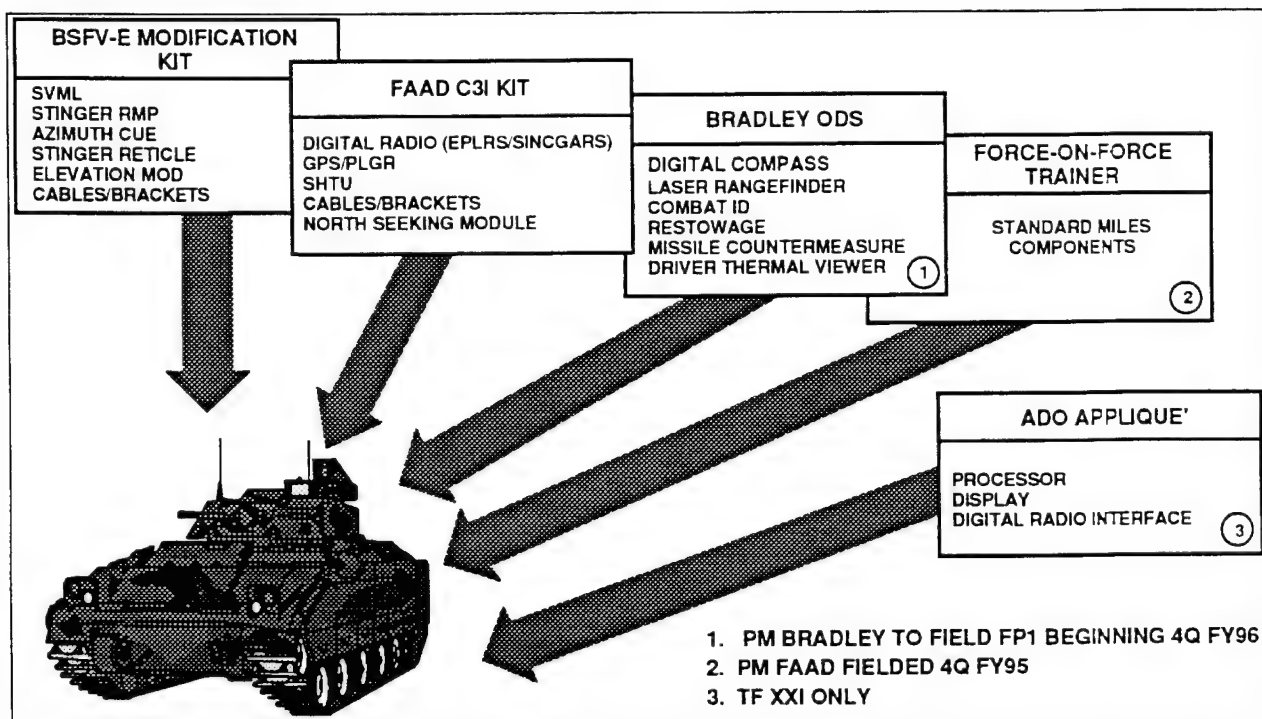 BSFV-E MODIFICATION
KIT
SVML
STINGER RMP
AZIMUTH CUE
STINGER RETICLE
ELEVATION MOD
CABLES/BRACKETS
FAAD C3I KIT
DIGITAL RADIO (EPLRS/SINCGARS)
GPS/PLGR
SHTU
CABLES/BRACKETS
NORTH SEEKING MODULE
BRADLEY ODS
DIGITAL COMPASS
LASER RANGEFINDER
COMBAT ID
RESTOWAGE
MISSILE COUNTERMEASURE
DRIVER THERMAL VIEWER
1
FORCE-ON-FORCE
TRAINER
STANDARD MILES
COMPONENTS
2
ADO APPLIQUE'
PROCESSOR
DISPLAY
DIGITAL RADIO INTERFACE
3
1. PM BRADLEY TO FIELD FP1 BEGINNING 4Q FY96
2. PM FAAD FIELDED 4Q FY95
3. TF XXI ONLY